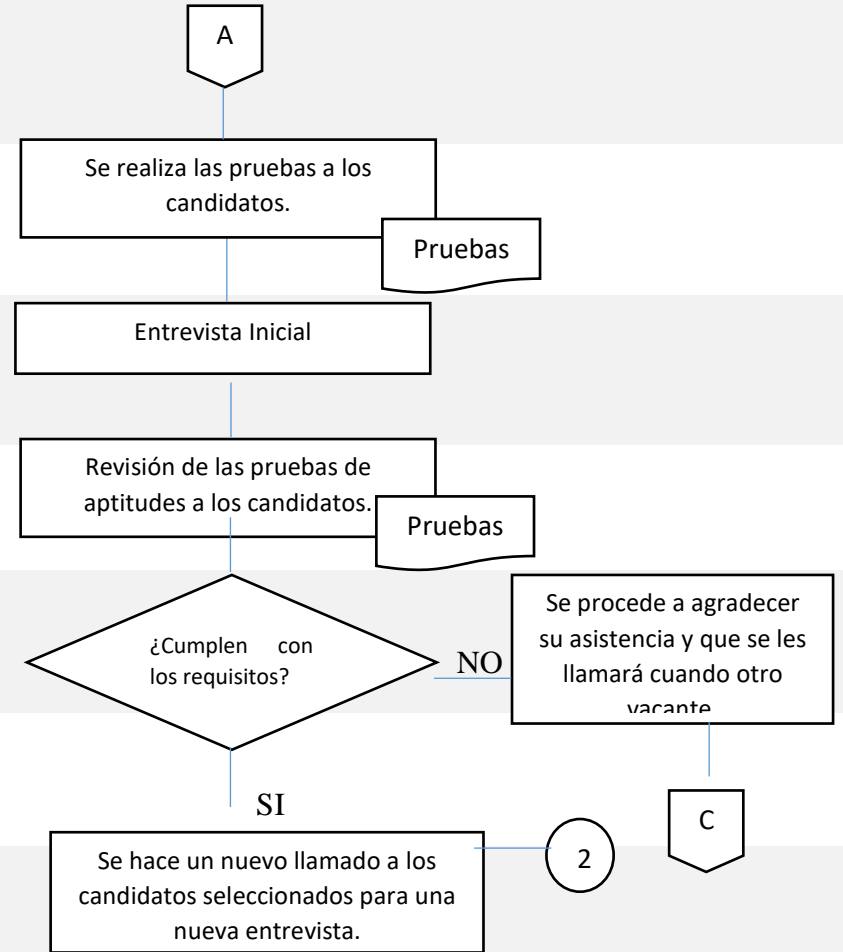 A
Se realiza las pruebas a los
candidatos.
Pruebas
Entrevista Inicial
Revisión de las pruebas de
aptitudes a los candidatos.
Pruebas
¿Cumplen con
los requisitos?
NO
Se procede a agradecer
su asistencia y que se les
llamará cuando otro
vacante
SI
C
Se hace un nuevo llamado a los
candidatos seleccionados para una
nueva entrevista.
2